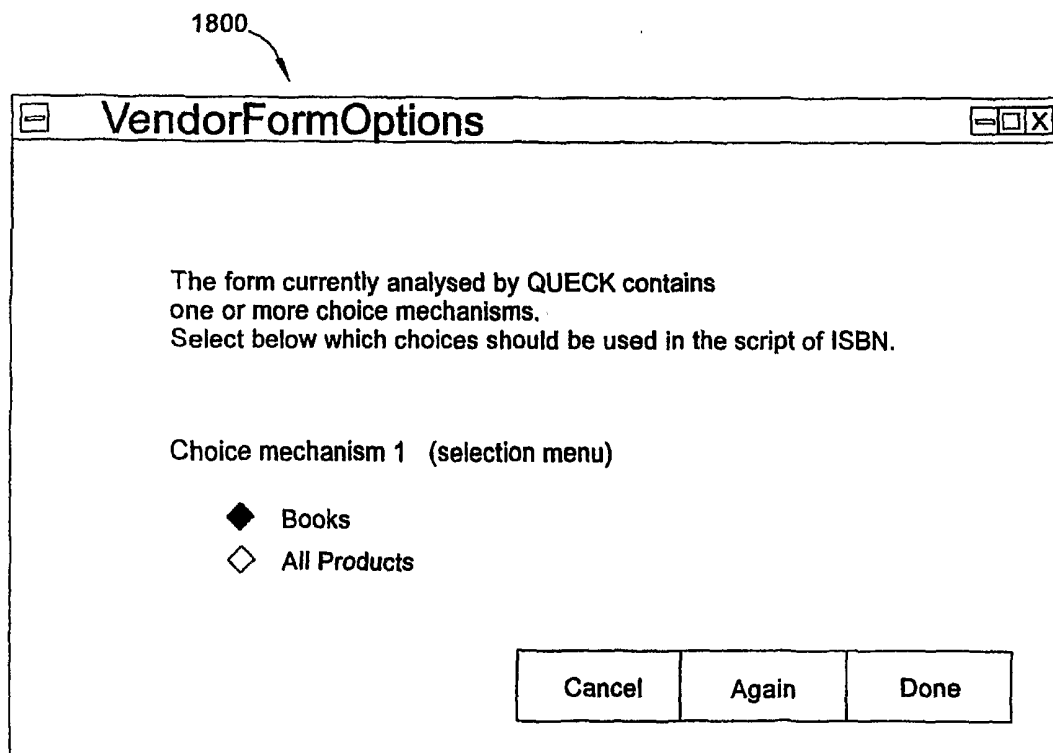 1800
VendorFormOptions
The form currently analysed by QUECK contains
one or more choice mechanisms.
Select below which choices should be used in the script of ISBN.
Choice mechanism 1 (selection menu)
Books
All Products
Cancel Again Done